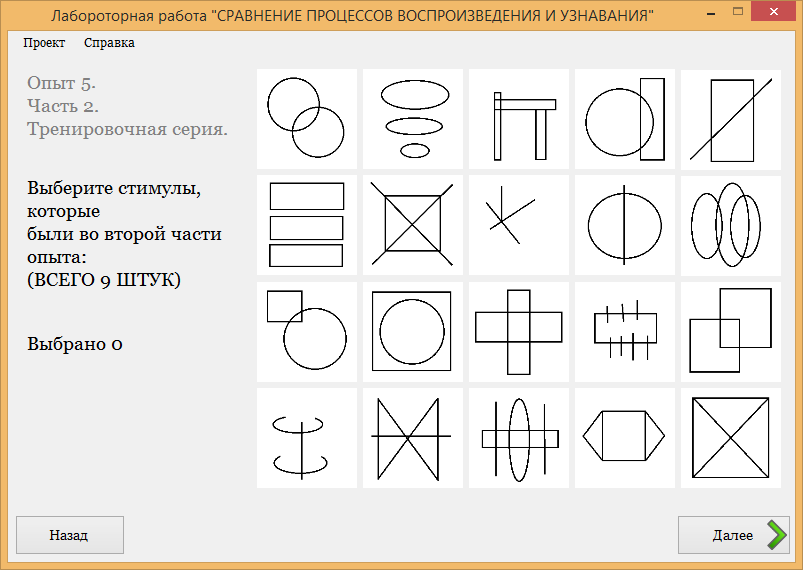 Лабороторная работа "СРАВНЕНИЕ ПРОЦЕССОВ ВОСПРОИЗВЕДЕНИЯ И УЗНАВАНИЯ"
Проект Справка
Опыт 5.
Часть 2.
Тренировочная серия.
Выберите стимулы,
которые
были во второй части
опыта:
(ВСЕГО 9 ШТУК)
Выбрано 0
Назад
Далее